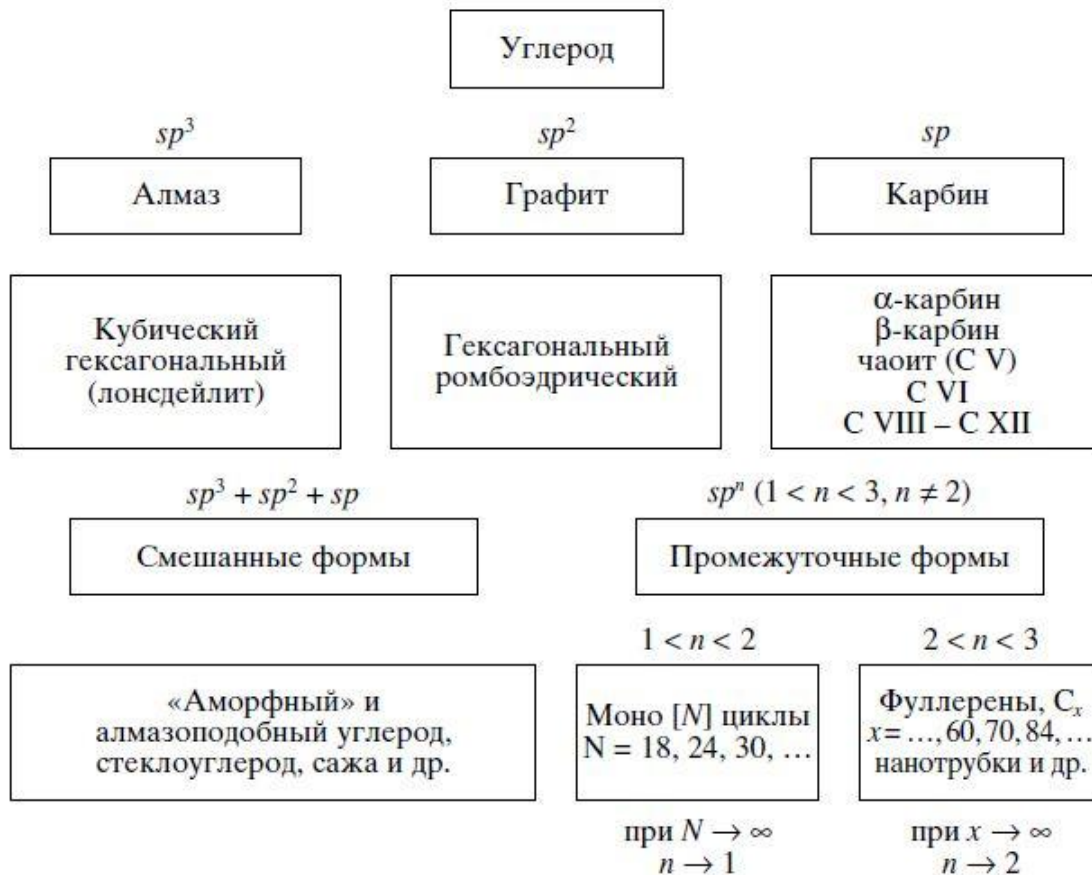 Углерод
sp³
sp²
sp
Алмаз
Графит
Карбин
Кубический
гексагональный
(лонсдейлит)
Гексагональный
ромбоэдрический
α-карбин
β-карбин
чаоит (C V)
C VI
C VIII – C XII
sp³ + sp² + sp
spⁿ (1 < n < 3, n ≠ 2)
Смешанные формы
Промежуточные формы
1 < n < 2
2 < n < 3
«Аморфный» и
алмазоподобный углерод,
стеклоуглерод, сажа и др.
Моно [N] циклы
N = 18, 24, 30, …
Фуллерены, Cₓ
x = …, 60, 70, 84, …
нанотрубки и др.
при N → ∞
n → 1
при x → ∞
n → 2